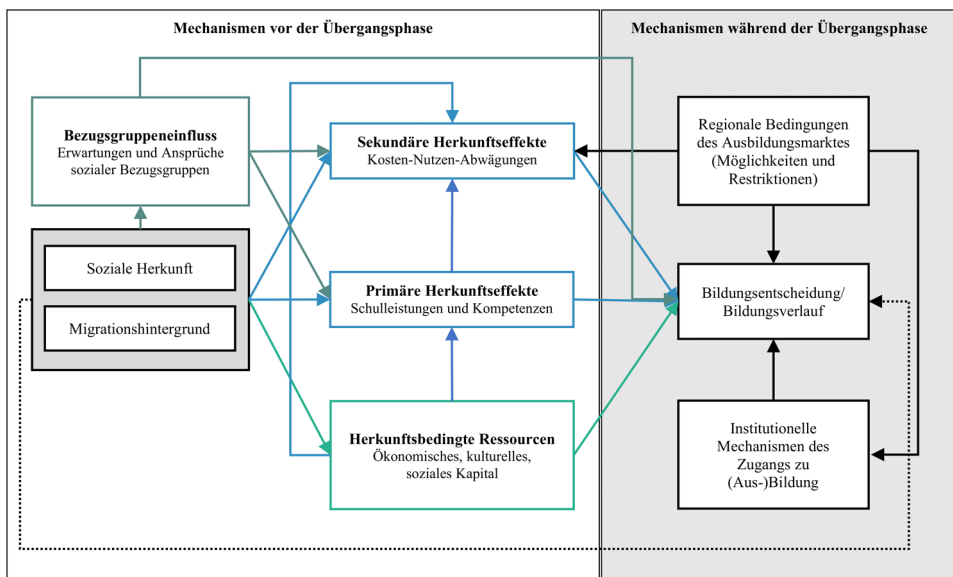 Mechanismen vor der Übergangsphase
Mechanismen während der Übergangsphase
Bezugsgruppeneinfluss
Erwartungen und Ansprüche
sozialer Bezugsgruppen
Sekundäre Herkunftseffekte
Kosten-Nutzen-Abwägungen
Regionale Bedingungen
des Ausbildungsmarktes
(Möglichkeiten und
Restriktionen)
Soziale Herkunft
Migrationshintergrund
Primäre Herkunftseffekte
Schulleistungen und Kompetenzen
Bildungsentscheidung/
Bildungsverlauf
Herkunftsbedingte Ressourcen
Ökonomisches, kulturelles,
soziales Kapital
Institutionelle
Mechanismen des
Zugangs zu
(Aus-)Bildung